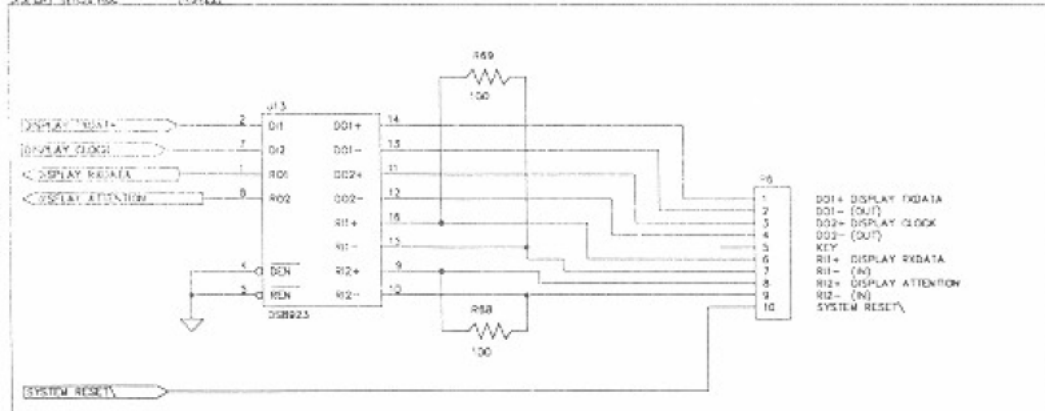 R69
100
U13
DISPLAY TXDATA
2
DI1
DO1+
14
DISPLAY CLOCK
7
DI2
DO1-
13
DISPLAY RXDATA
1
RO1
DO2+
11
DISPLAY ATTENTION
8
RO2
DO2-
12
RI1+
16
RI1-
15
DEN
RI2+
9
REN
RI2-
10
DS8923
R68
100
P6
1 DO1+ DISPLAY TXDATA
2 DO1- (OUT)
3 DO2+ DISPLAY CLOCK
4 DO2- (OUT)
5 KEY
6 RI1+ DISPLAY RXDATA
7 RI1- (IN)
8 RI2+ DISPLAY ATTENTION
9 RI2- (IN)
10 SYSTEM RESET\
SYSTEM RESET\